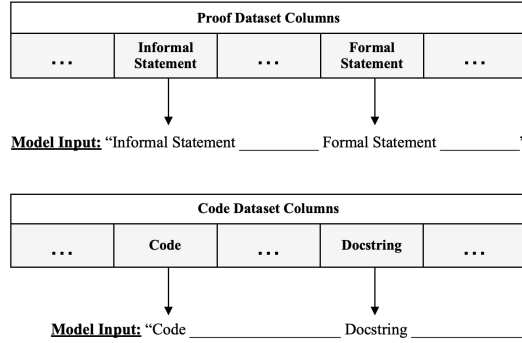 Proof Dataset Columns
... Informal Statement ... Formal Statement ...
Model Input: “Informal Statement __________ Formal Statement __________”
Code Dataset Columns
... Code ... Docstring ...
Model Input: “Code ___________________ Docstring ______________